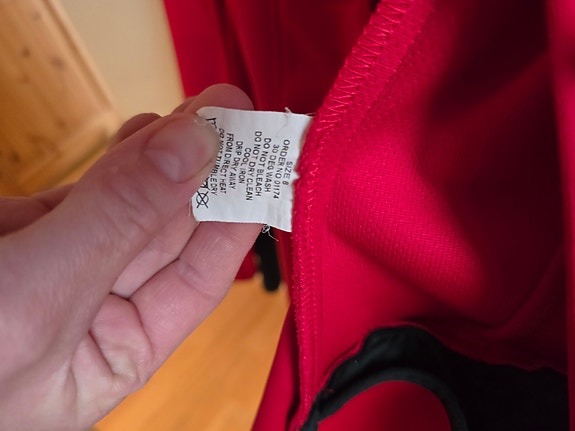 SIZE 8
ORDER NO 01174
30 DEG WASH
DO NOT BLEACH
DO NOT DRY CLEAN
COOL IRON
DRIP DRY AWAY
FROM DIRECT HEAT
DO NOT TUMBLE DRY